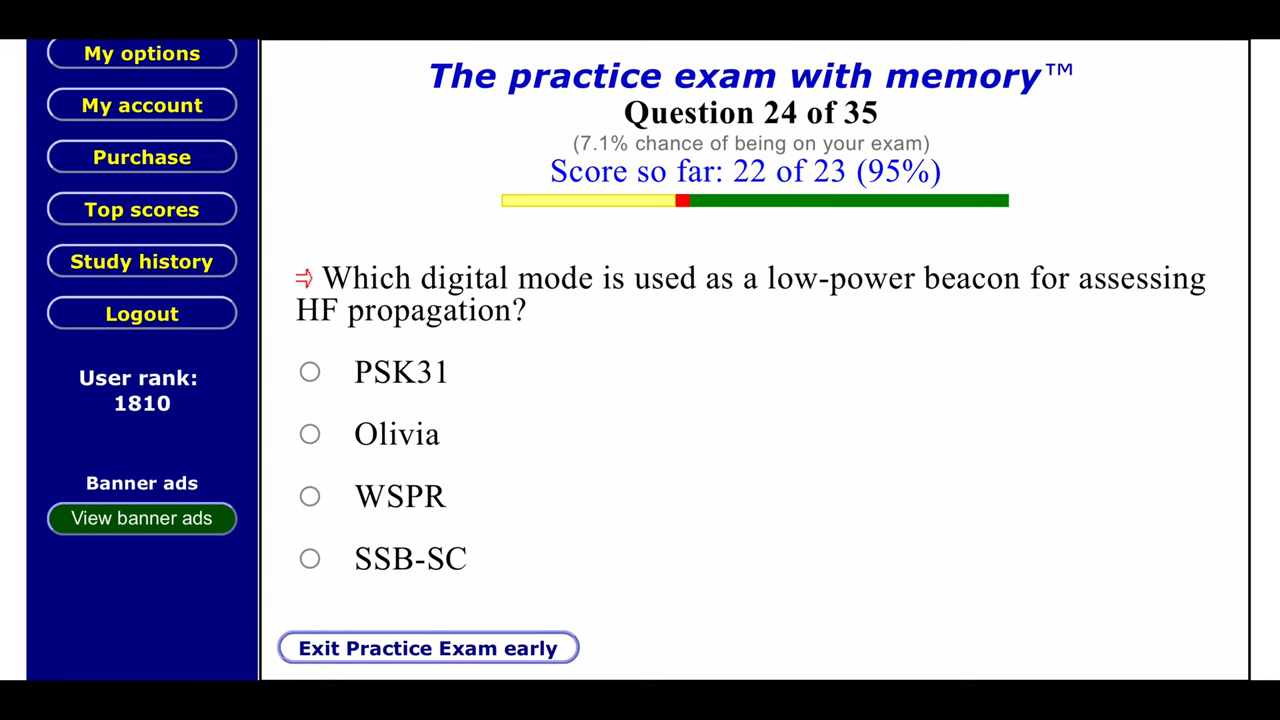 My options
My account
Purchase
Top scores
Study history
Logout
User rank:
1810
Banner ads
View banner ads
The practice exam with memory™
Question 24 of 35
(7.1% chance of being on your exam)
Score so far: 22 of 23 (95%)
➩ Which digital mode is used as a low-power beacon for assessing
HF propagation?
PSK31
Olivia
WSPR
SSB-SC
Exit Practice Exam early